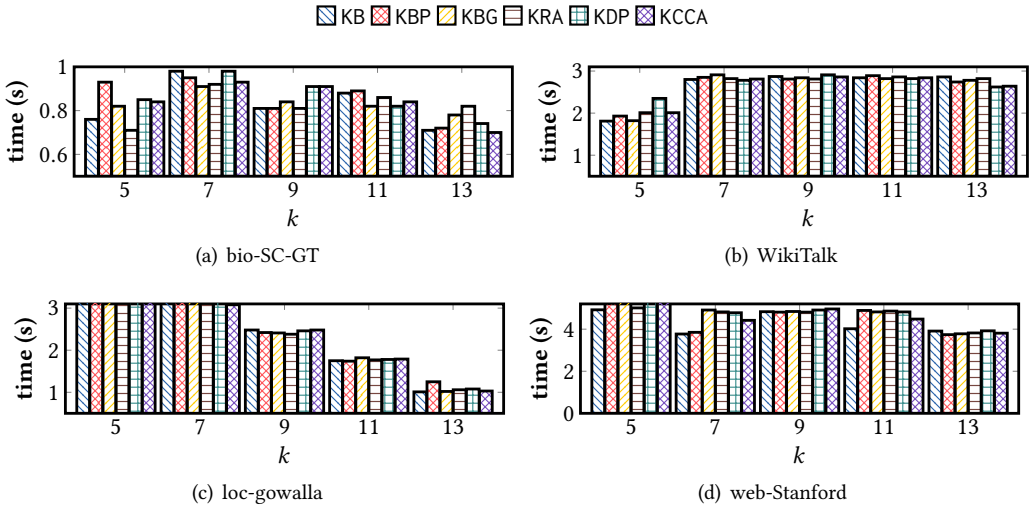 KB KBP KBG KRA KDP KCCA
1
0.8
0.6
time (s)
5 7 9 11 13
k
(a) bio-SC-GT
3
2
1
time (s)
5 7 9 11 13
k
(b) WikiTalk
3
2
1
time (s)
5 7 9 11 13
k
(c) loc-gowalla
4
2
0
time (s)
5 7 9 11 13
k
(d) web-Stanford